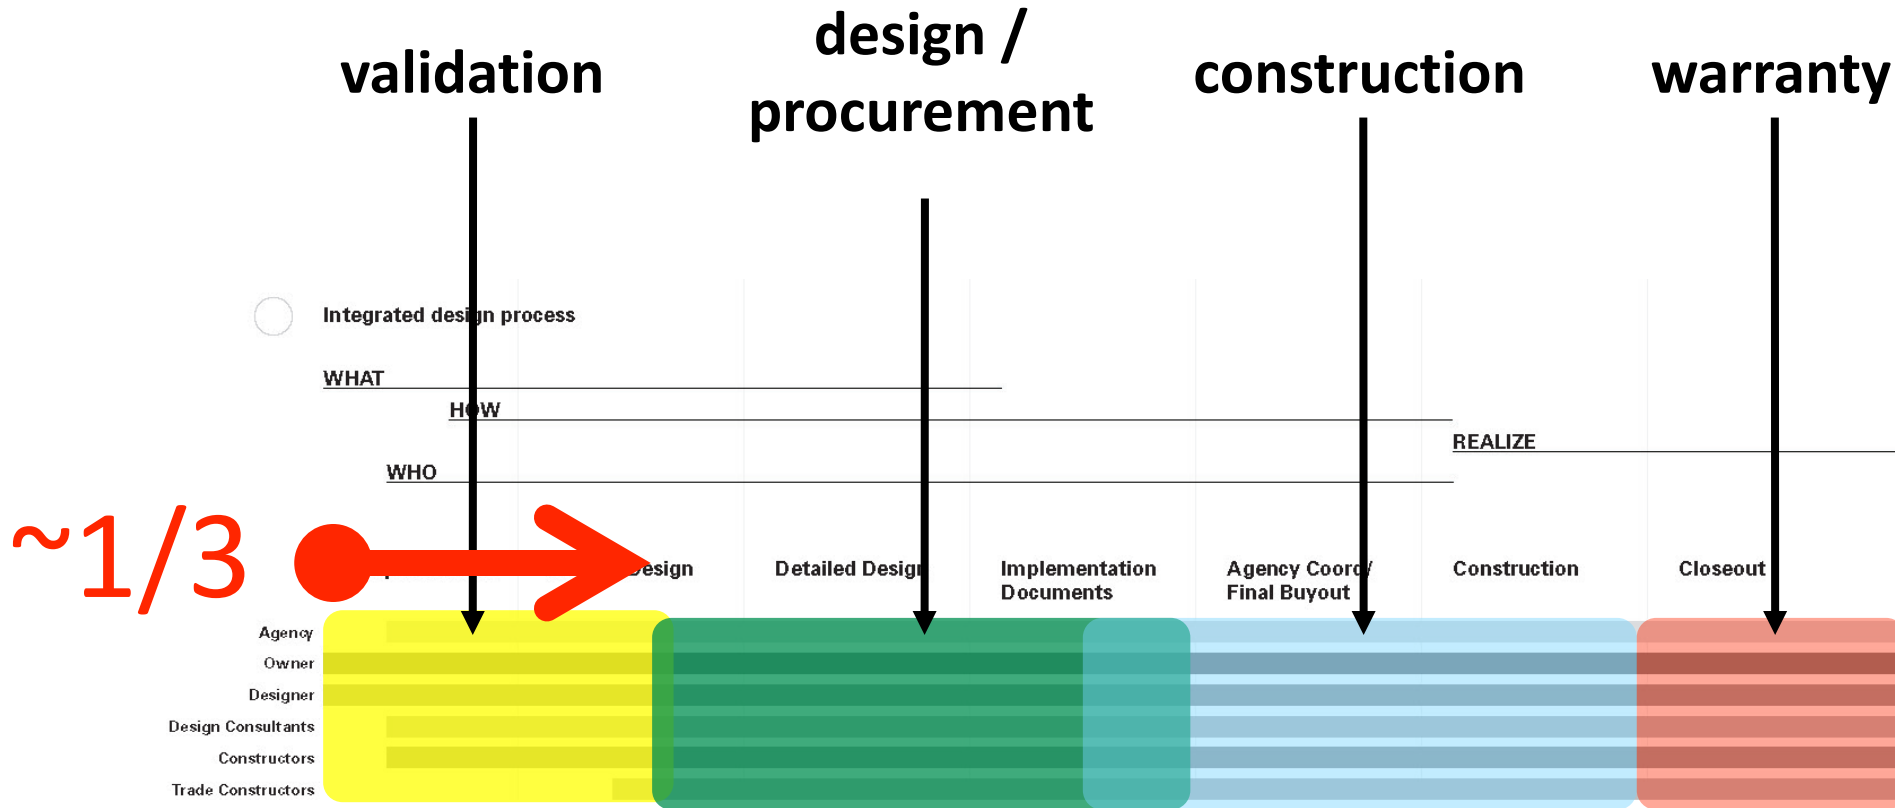 validation
design /
procurement
construction
warranty
Integrated design process
WHAT
HOW
REALIZE
WHO
~1/3
Design
Detailed Design
Implementation
Documents
Agency Coord/
Final Buyout
Construction
Closeout
Agency
Owner
Designer
Design Consultants
Constructors
Trade Constructors